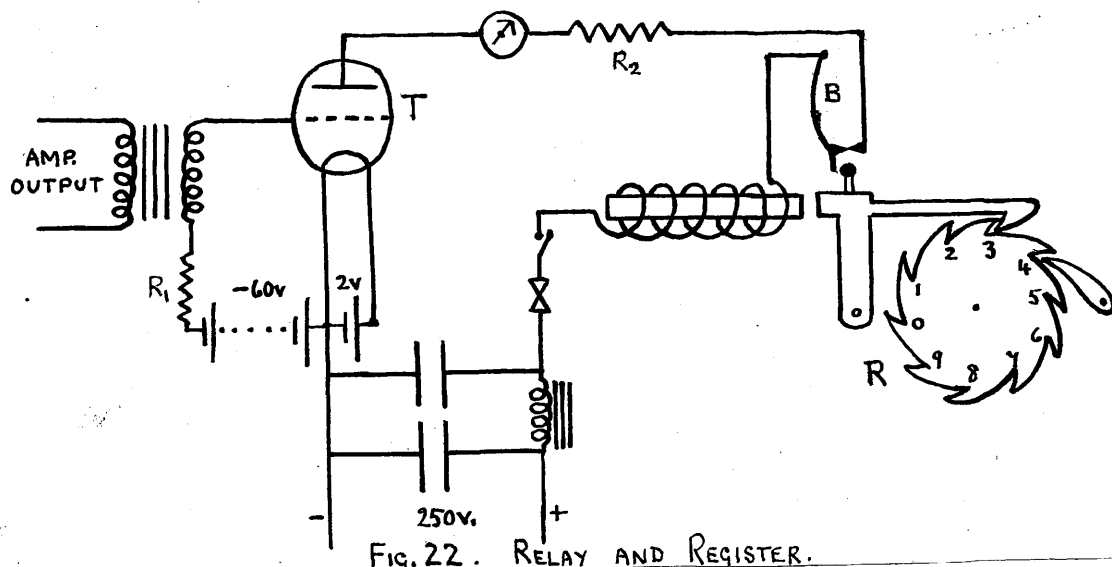 R₂
B
T
AMP.
OUTPUT
R₁
-60v
2v
250v.
-
+
0
1
2
3
4
5
6
7
8
9
R
FIG. 22. RELAY AND REGISTER.